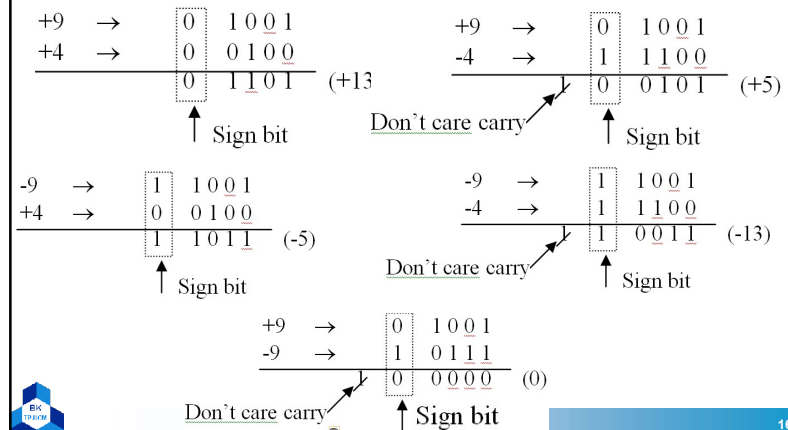 +9 → 0 1001
+4 → 0 0100
0 1101 (+13
Sign bit
+9 → 0 1001
-4 → 1 1100
1 0 0101 (+5)
Don't care carry
Sign bit
-9 → 1 1001
+4 → 0 0100
1 1011 (-5)
Sign bit
-9 → 1 1001
-4 → 1 1100
1 1 0011 (-13)
Don't care carry
Sign bit
+9 → 0 1001
-9 → 1 0111
1 0 0000 (0)
Don't care carry
Sign bit
BK
TP.HCM